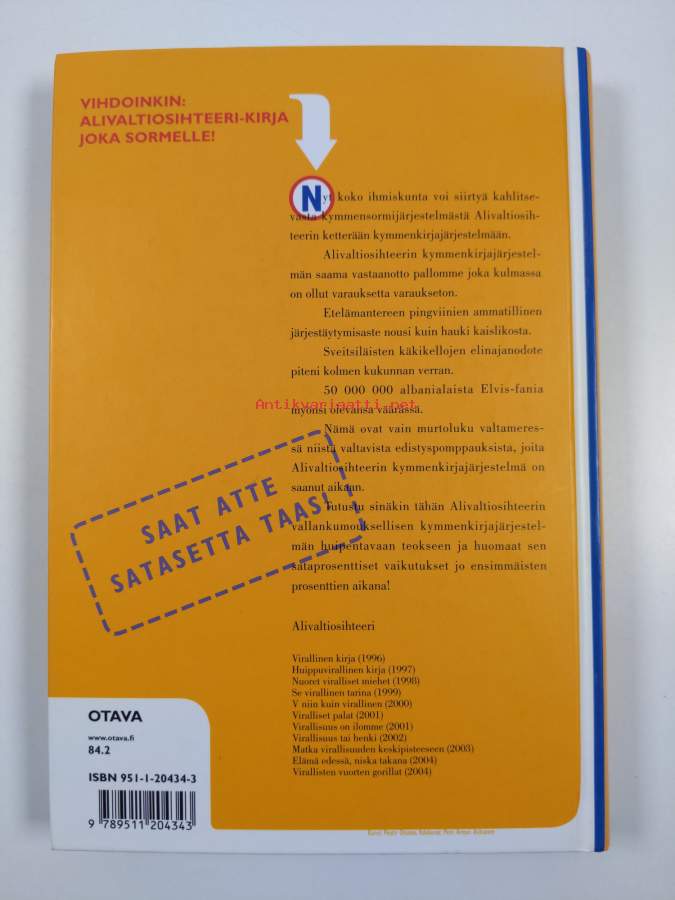 VIHDOINKIN:
ALIVALTIOSIHTEERI-KIRJA
JOKA SORMELLE!
Nyt koko ihmiskunta voi siirtyä kahlitse-
vasta kymmensormijärjestelmästä Alivaltiosih-
teerin ketterään kymmenkirjajärjestelmään.
Alivaltiosihteerin kymmenkirjajärjestel-
män saama vastaanotto pallomme joka kulmassa
on ollut varauksetta varaukseton.
Etelämantereen pingviinien ammatillinen
järjestäytymisaste nousi kuin hauki kaislikosta.
Sveitsiläisten käkikellojen elinajanodote
piteni kolmen kukunnan verran.
50 000 000 albanialaista Elvis-fania
Antikvariaatti.net
myönsi olevansa väärässä.
Nämä ovat vain murtoluku valtameres-
sä niistä valtavista edistyspomppauksista, joita
Alivaltiosihteerin kymmenkirjajärjestelmä on
saanut aikaan.
Tutustu sinäkin tähän Alivaltiosihteerin
vallankumouksellisen kymmenkirjajärjestel-
män huipentavaan teokseen ja huomaat sen
sataprosenttiset vaikutukset jo ensimmäisten
prosenttien aikana!
SAAT ATTE
SATASETTA TAAS!
Alivaltiosihteeri
Virallinen kirja (1996)
Huippuvirallinen kirja (1997)
Nuoret viralliset miehet (1998)
Se virallinen tarina (1999)
V niin kuin virallinen (2000)
Viralliset palat (2001)
Virallisuus on ilomme (2001)
Virallisuus tai henki (2002)
Matka virallisuuden keskipisteeseen (2003)
Elämä edessä, niska takana (2004)
Virallisten vuorten gorillat (2004)
OTAVA
www.otava.fi
84.2
ISBN 951-1-20434-3
9 789511 204343